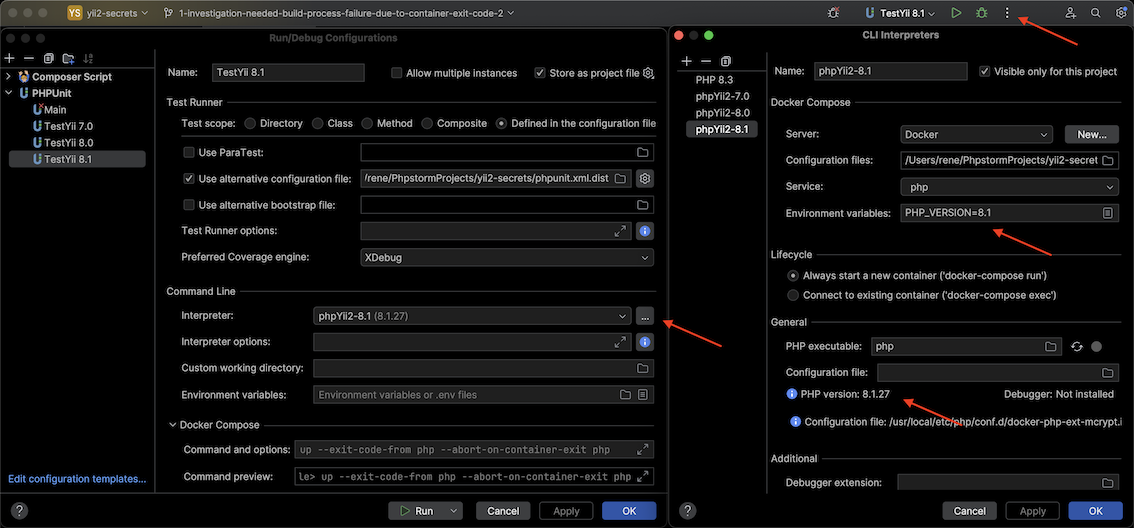 YS yii2-secrets 1-investigation-needed-build-process-failure-due-to-container-exit-code-2 TestYii 8.1
Run/Debug Configurations
Composer Script
PHPUnit
Main
TestYii 7.0
TestYii 8.0
TestYii 8.1
Edit configuration templates...
Name: TestYii 8.1 Allow multiple instances Store as project file
Test Runner
Test scope: Directory Class Method Composite Defined in the configuration file
Use ParaTest:
Use alternative configuration file: /rene/PhpstormProjects/yii2-secrets/phpunit.xml.dist
Use alternative bootstrap file:
Test Runner options:
Preferred Coverage engine: XDebug
Command Line
Interpreter: phpYii2-8.1 (8.1.27) ...
Interpreter options:
Custom working directory:
Environment variables: Environment variables or .env files
Docker Compose
Command and options: up --exit-code-from php --abort-on-container-exit php
Command preview: le> up --exit-code-from php --abort-on-container-exit php
? Run Cancel Apply OK
CLI Interpreters
PHP 8.3
phpYii2-7.0
phpYii2-8.0
phpYii2-8.1
Name: phpYii2-8.1 Visible only for this project
Docker Compose
Server: Docker New...
Configuration files: /Users/rene/PhpstormProjects/yii2-secret
Service: php
Environment variables: PHP_VERSION=8.1
Lifecycle
Always start a new container ('docker-compose run')
Connect to existing container ('docker-compose exec')
General
PHP executable: php
Configuration file:
PHP version: 8.1.27 Debugger: Not installed
Configuration file: /usr/local/etc/php/conf.d/docker-php-ext-mcrypt.i
Additional
Debugger extension:
? Cancel Apply OK